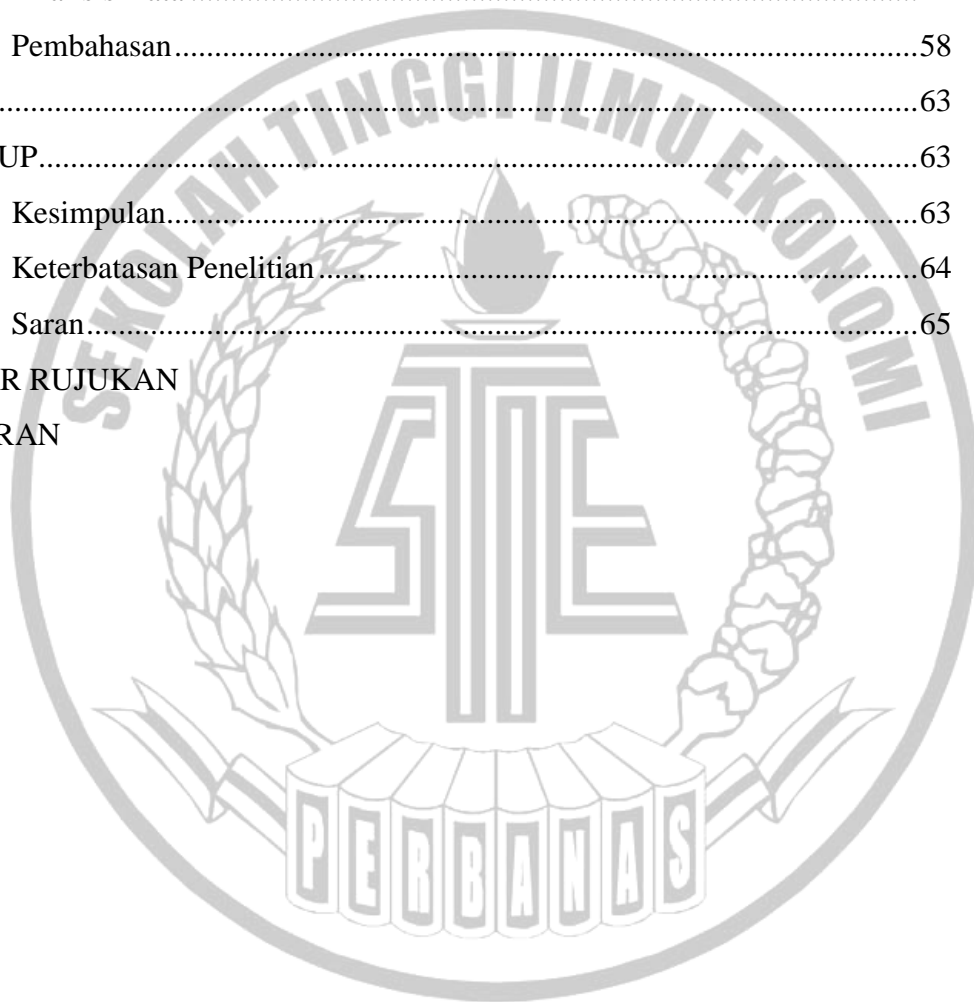 Pembahasan....................58
....................63
UP....................63
Kesimpulan....................63
Keterbatasan Penelitian....................64
Saran....................65
R RUJUKAN
RAN
SEKOLAH TINGGI ILMU EKONOMI
STIE
PERBANAS